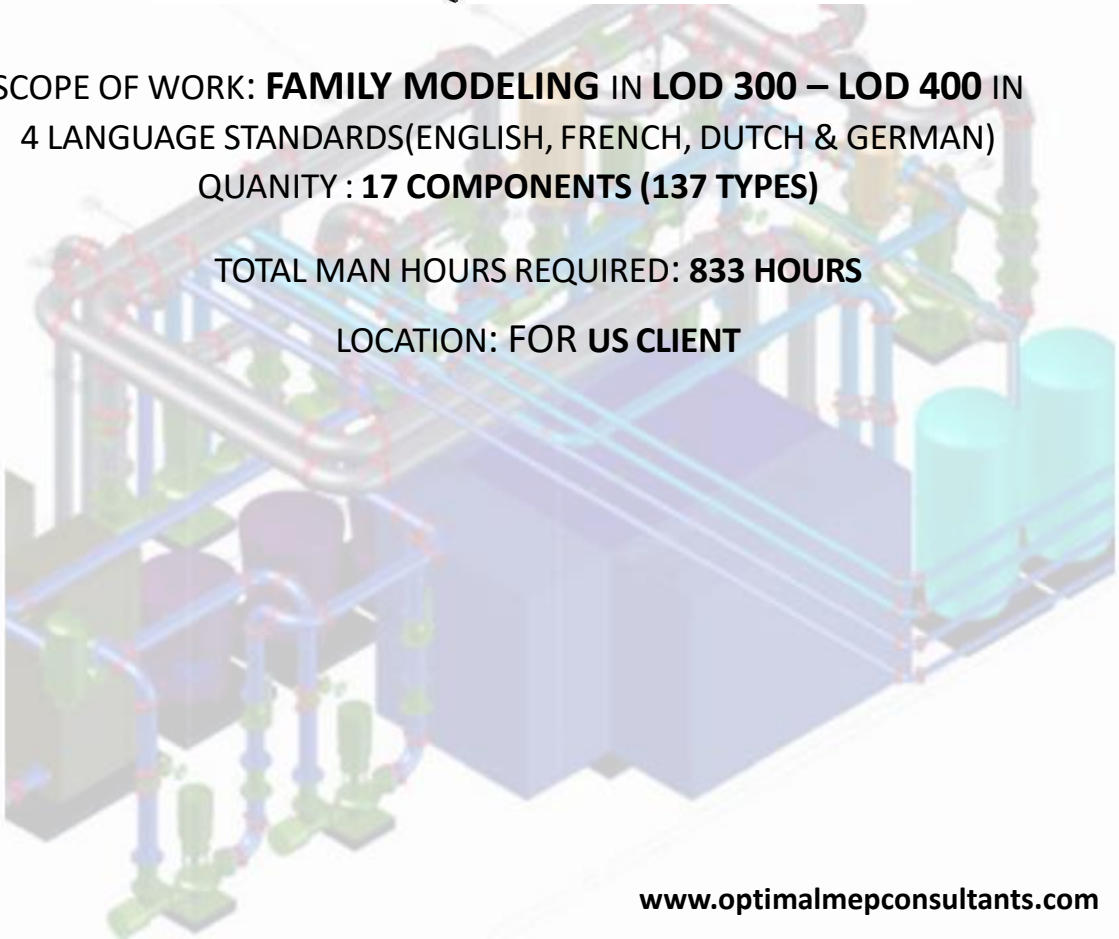 SCOPE OF WORK: FAMILY MODELING IN LOD 300 – LOD 400 IN
4 LANGUAGE STANDARDS(ENGLISH, FRENCH, DUTCH & GERMAN)
QUANITY : 17 COMPONENTS (137 TYPES)
TOTAL MAN HOURS REQUIRED: 833 HOURS
LOCATION: FOR US CLIENT
www.optimalmepconsultants.com